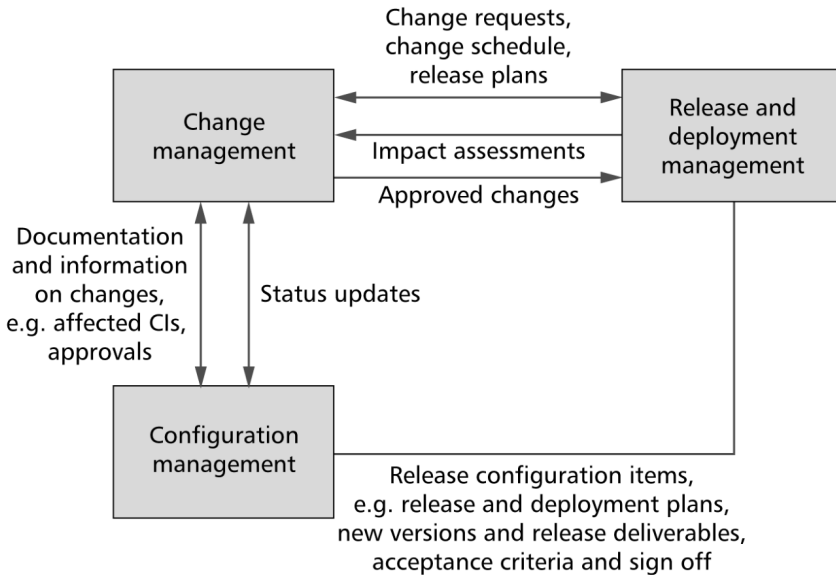 Change requests,
change schedule,
release plans
Change
management
Release and
deployment
management
Impact assessments
Approved changes
Documentation
and information
on changes,
e.g. affected CIs,
approvals
Status updates
Configuration
management
Release configuration items,
e.g. release and deployment plans,
new versions and release deliverables,
acceptance criteria and sign off